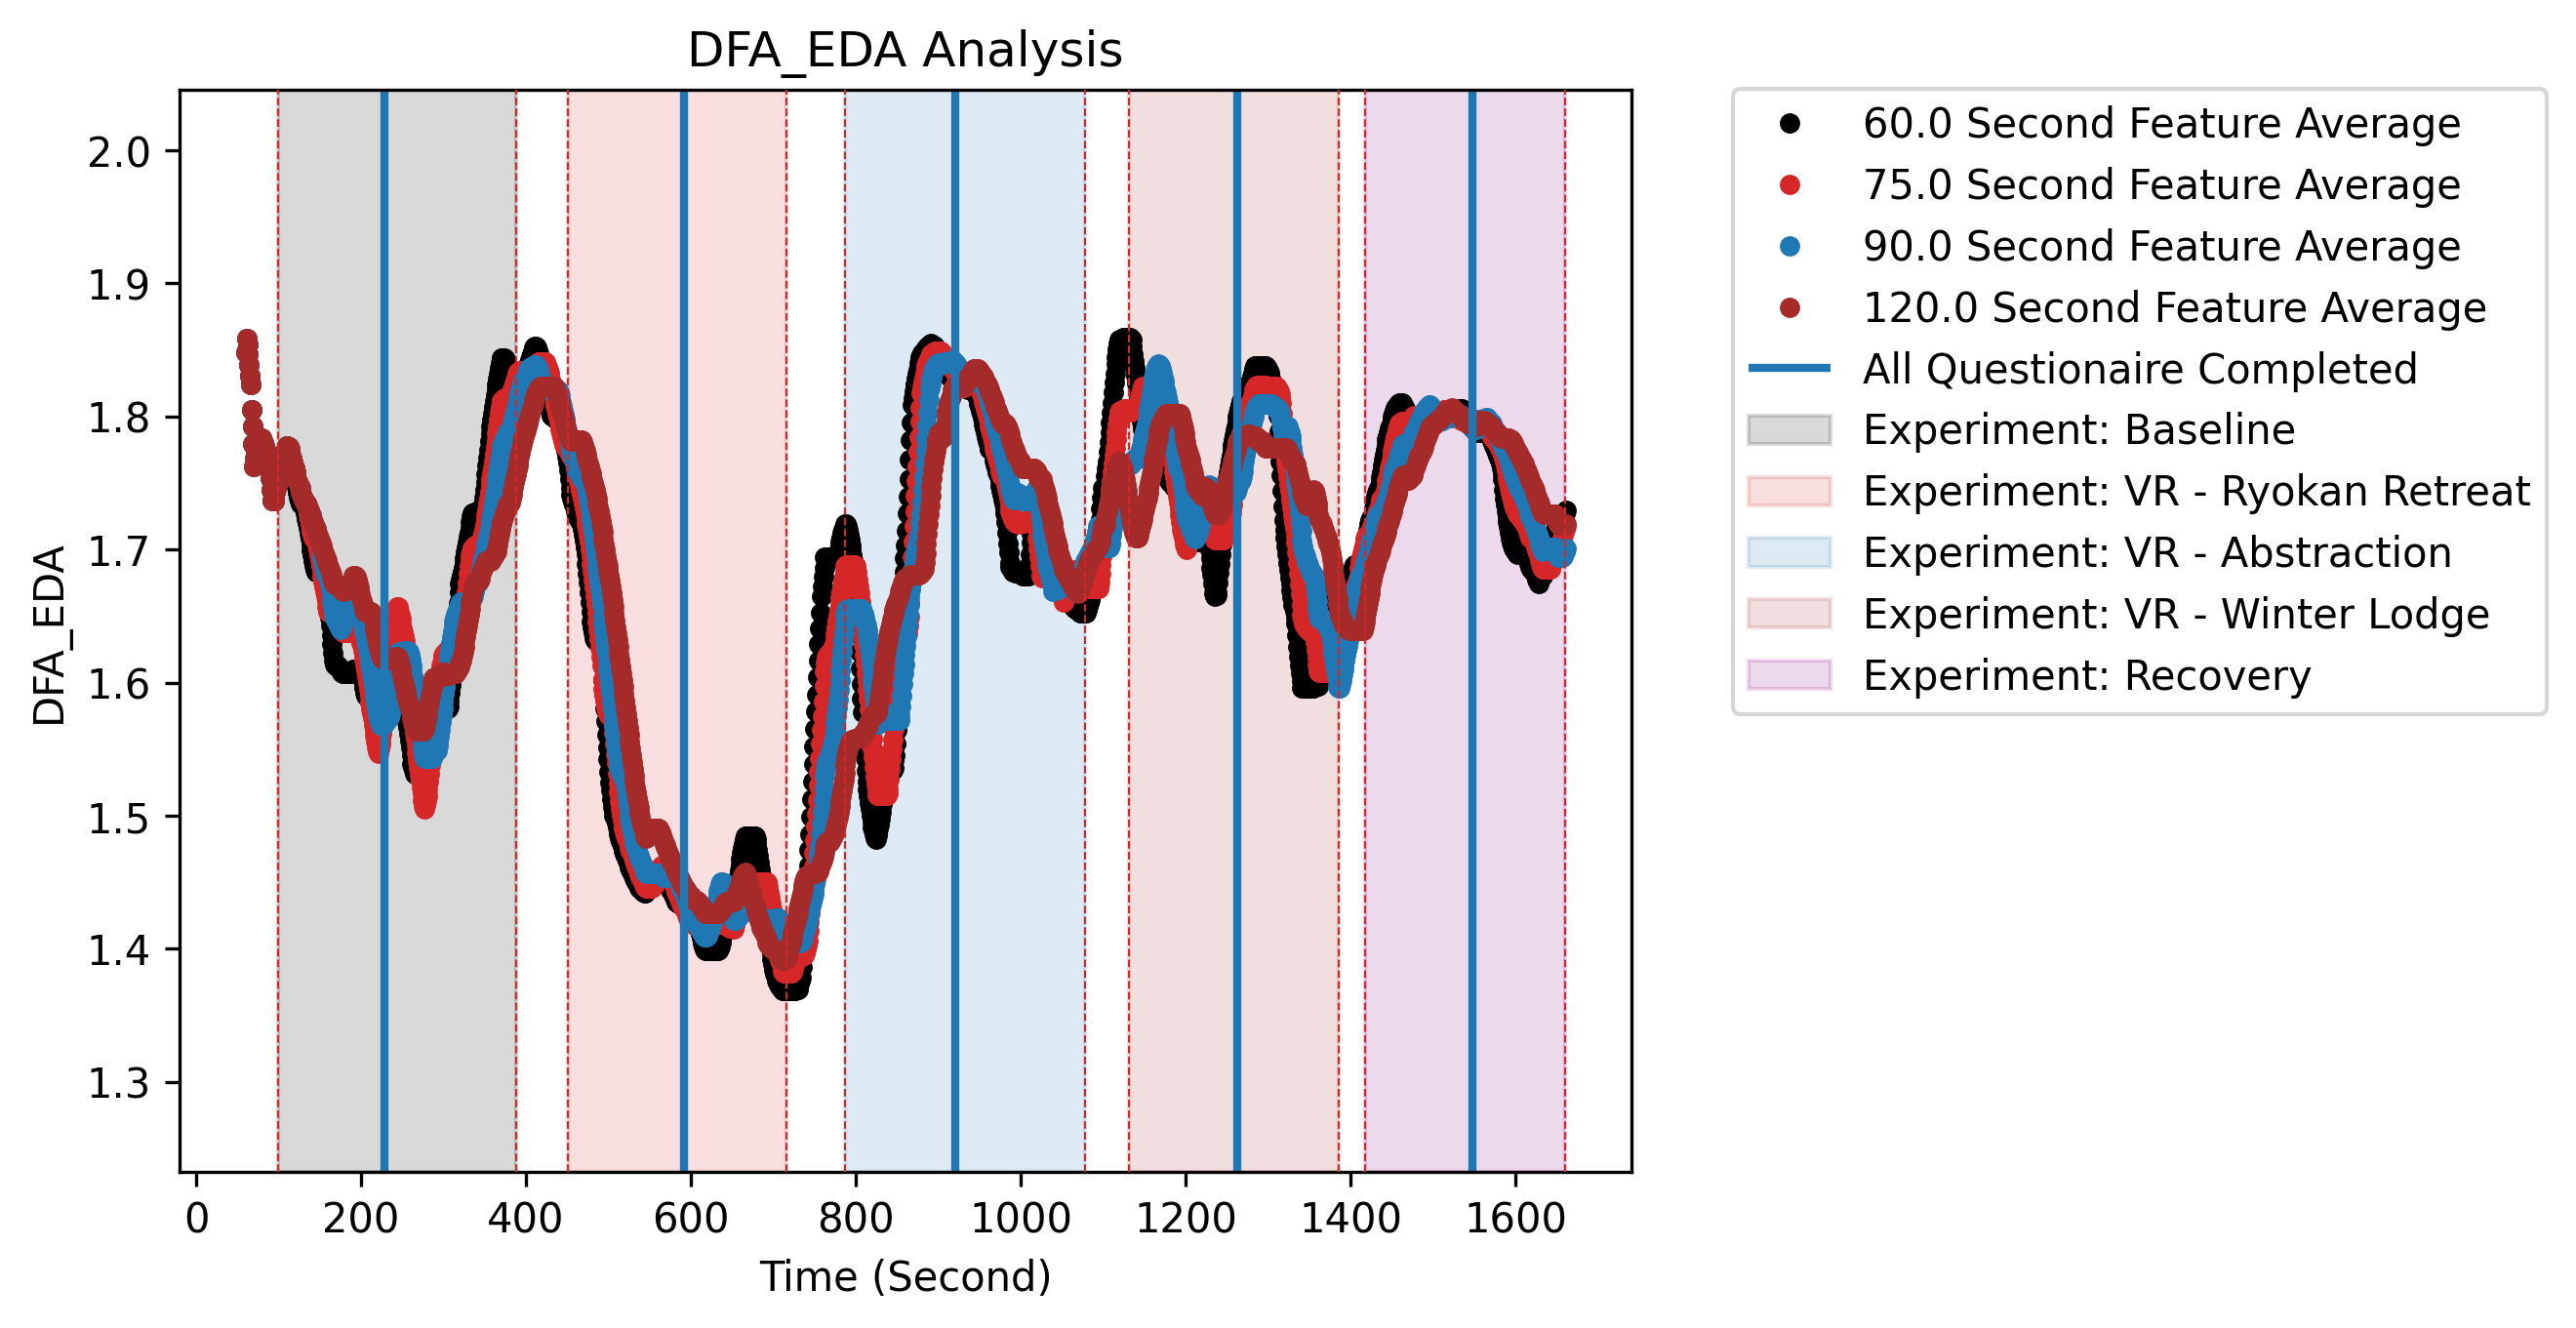 DFA_EDA Analysis
2.0
1.9
1.8
1.7
1.6
1.5
1.4
1.3
DFA_EDA
0 200 400 600 800 1000 1200 1400 1600
Time (Second)
60.0 Second Feature Average
75.0 Second Feature Average
90.0 Second Feature Average
120.0 Second Feature Average
All Questionaire Completed
Experiment: Baseline
Experiment: VR - Ryokan Retreat
Experiment: VR - Abstraction
Experiment: VR - Winter Lodge
Experiment: Recovery